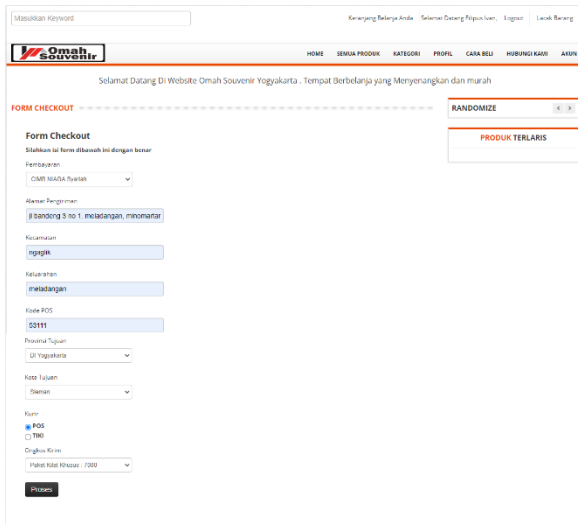 Masukkan Keyword
Keranjang Belanja Anda Selamat Datang Filipus Ivan, Logout Lacak Barang
Omah Souvenir
HOME SEMUA PRODUK KATEGORI PROFIL CARA BELI HUBUNGI KAMI AKUN
Selamat Datang Di Website Omah Souvenir Yogyakarta . Tempat Berbelanja yang Menyenangkan dan murah
FORM CHECKOUT
RANDOMIZE
PRODUK TERLARIS
Form Checkout
Silahkan isi form dibawah ini dengan benar
Pembayaran
CIMB NIAGA Syariah
Alamat Pengiriman
jl bandeng 3 no 1. meladangan, minomartar
Kecamatan
ngaglik
Keluarahan
meladangan
Kode POS
53111
Provinsi Tujuan
DI Yogyakarta
Kota Tujuan
Sleman
Kurir
POS
TIKI
Ongkos Kirim
Paket Kilat Khusus : 7000
Proses